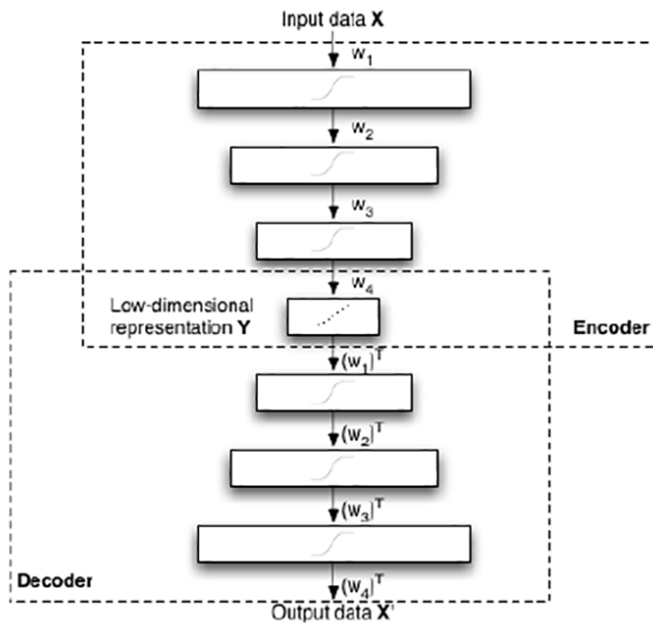 Input data X
w₁
w₂
w₃
w₄
Low-dimensional
representation Y
Encoder
(w₁)ᵀ
(w₂)ᵀ
(w₃)ᵀ
Decoder
(w₄)ᵀ
Output data X'